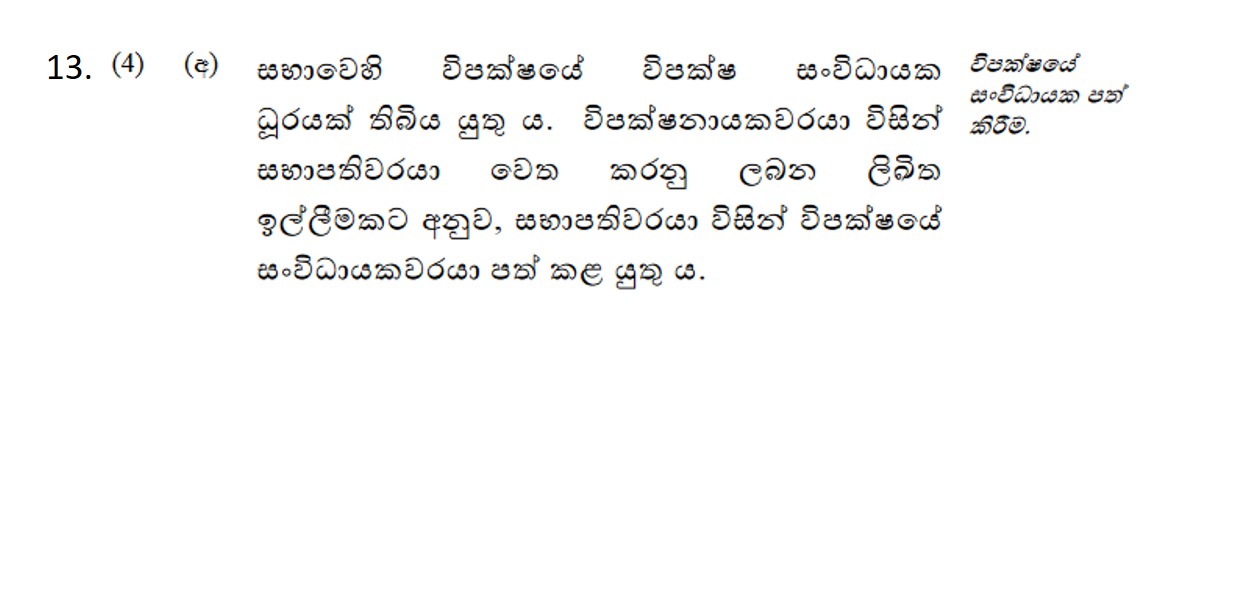 13. (4) (අ) සභාවෙහි විපක්ෂයේ විපක්ෂ සංවිධායක
ධූරයක් තිබිය යුතු ය. විපක්ෂනායකවරයා විසින්
සභාපතිවරයා වෙත කරනු ලබන ලිඛිත
ඉල්ලීමකට අනුව, සභාපතිවරයා විසින් විපක්ෂයේ
සංවිධායකවරයා පත් කළ යුතු ය.
විපක්ෂයේ
සංවිධායක පත්
කිරීම.